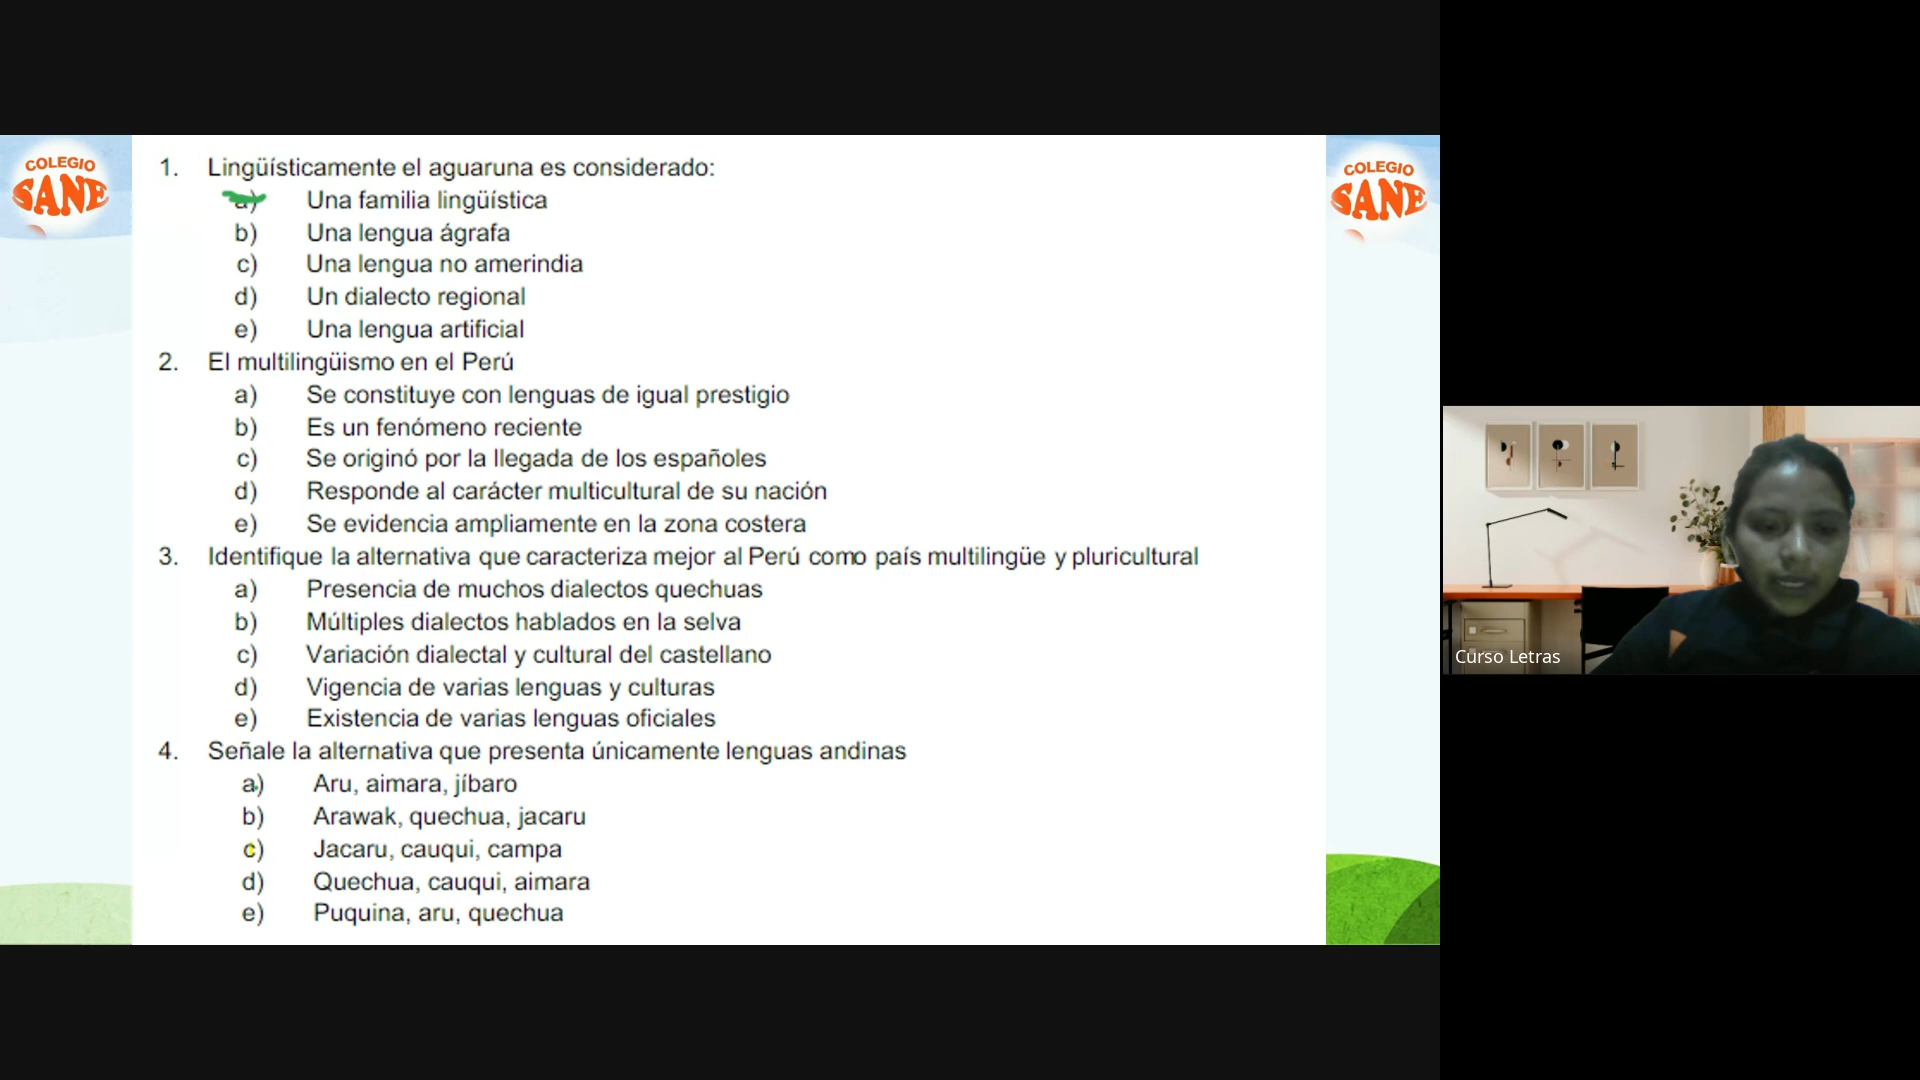 COLEGIO
SANE
COLEGIO
SANE
1. Lingüísticamente el aguaruna es considerado:
a) Una familia lingüística
b) Una lengua ágrafa
c) Una lengua no amerindia
d) Un dialecto regional
e) Una lengua artificial
2. El multilingüismo en el Perú
a) Se constituye con lenguas de igual prestigio
b) Es un fenómeno reciente
c) Se originó por la llegada de los españoles
d) Responde al carácter multicultural de su nación
e) Se evidencia ampliamente en la zona costera
3. Identifique la alternativa que caracteriza mejor al Perú como país multilingüe y pluricultural
a) Presencia de muchos dialectos quechuas
b) Múltiples dialectos hablados en la selva
c) Variación dialectal y cultural del castellano
d) Vigencia de varias lenguas y culturas
e) Existencia de varias lenguas oficiales
4. Señale la alternativa que presenta únicamente lenguas andinas
a) Aru, aimara, jíbaro
b) Arawak, quechua, jacaru
c) Jacaru, cauqui, campa
d) Quechua, cauqui, aimara
e) Puquina, aru, quechua
Curso Letras